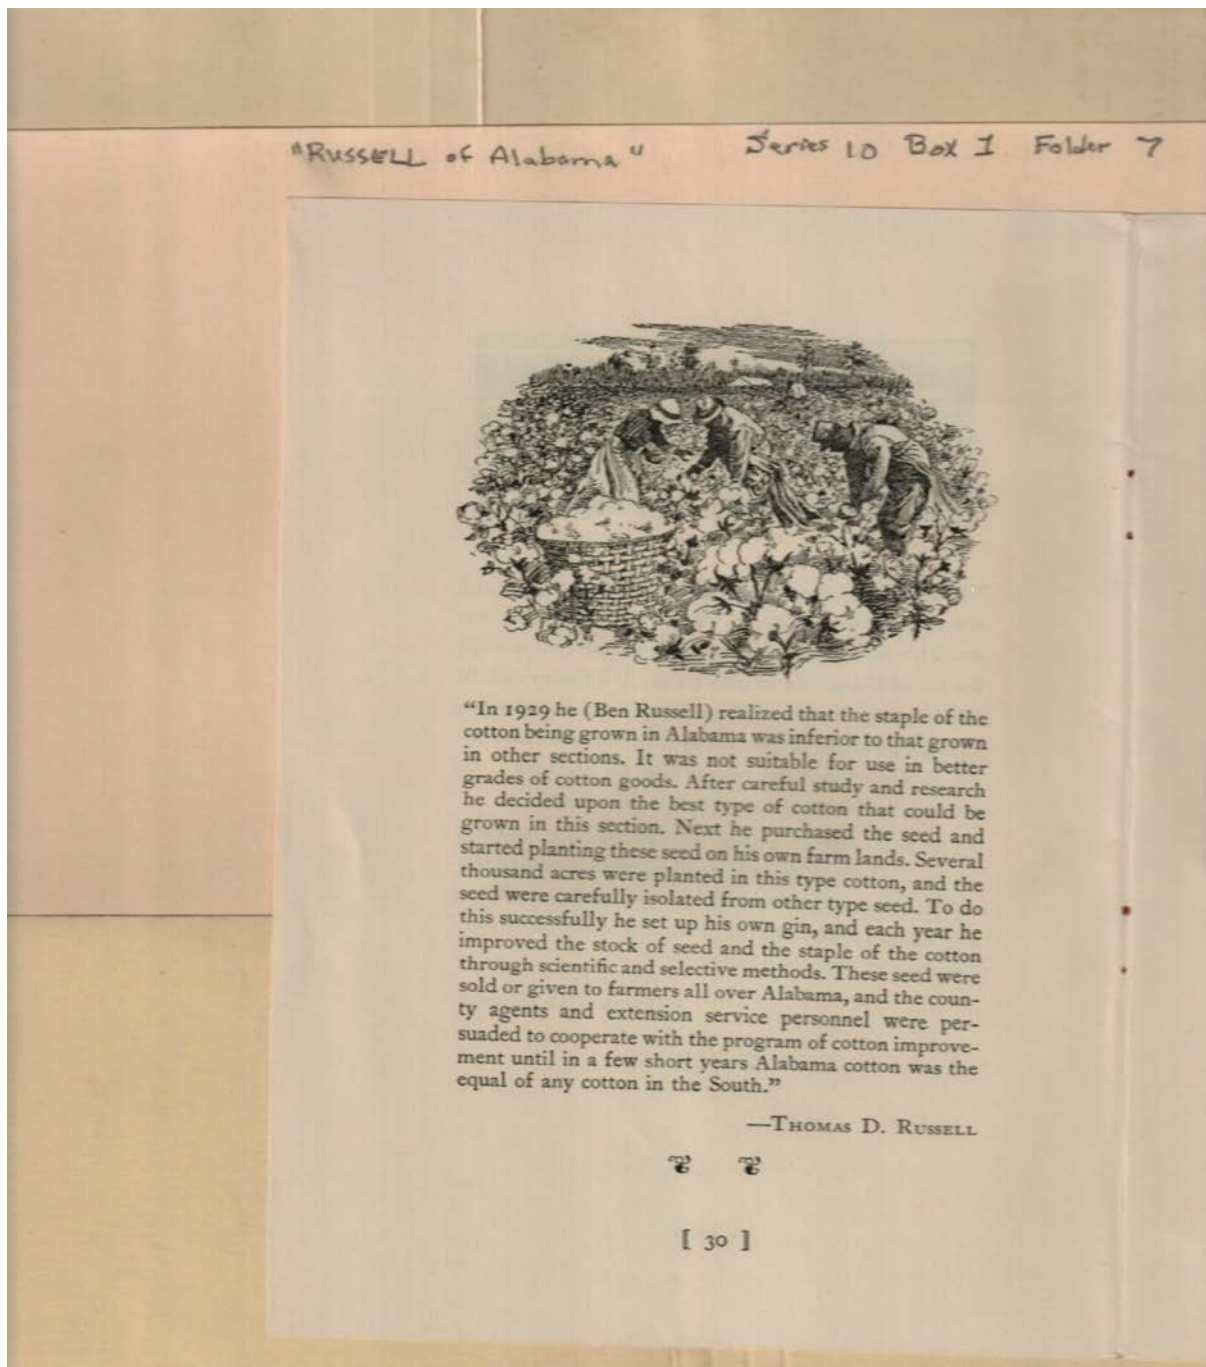 "RUSSELL of Alabama" Series 10 Box 1 Folder 7
“In 1929 he (Ben Russell) realized that the staple of the
cotton being grown in Alabama was inferior to that grown
in other sections. It was not suitable for use in better
grades of cotton goods. After careful study and research
he decided upon the best type of cotton that could be
grown in this section. Next he purchased the seed and
started planting these seed on his own farm lands. Several
thousand acres were planted in this type cotton, and the
seed were carefully isolated from other type seed. To do
this successfully he set up his own gin, and each year he
improved the stock of seed and the staple of the cotton
through scientific and selective methods. These seed were
sold or given to farmers all over Alabama, and the coun-
ty agents and extension service personnel were per-
suaded to cooperate with the program of cotton improve-
ment until in a few short years Alabama cotton was the
equal of any cotton in the South.”
—THOMAS D. RUSSELL
[ 30 ]